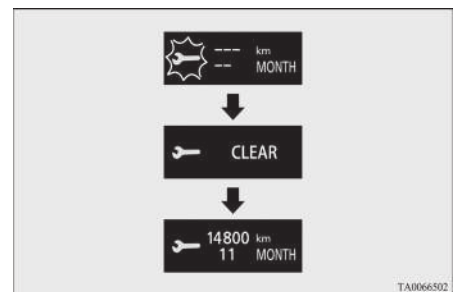 --- km
-- MONTH
CLEAR
14800 km
11 MONTH
TA0066502